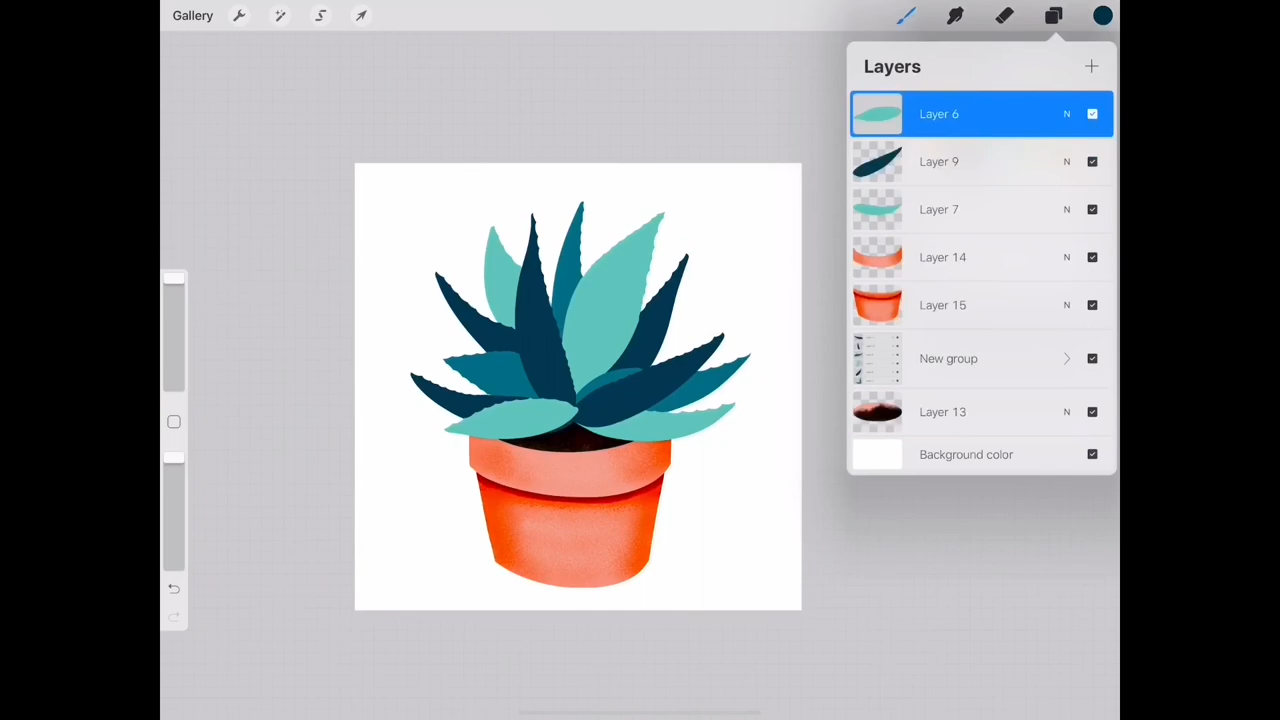 Gallery
Layers
Layer 6 N
Layer 9 N
Layer 7 N
Layer 14 N
Layer 15 N
New group
Layer 13 N
Background color